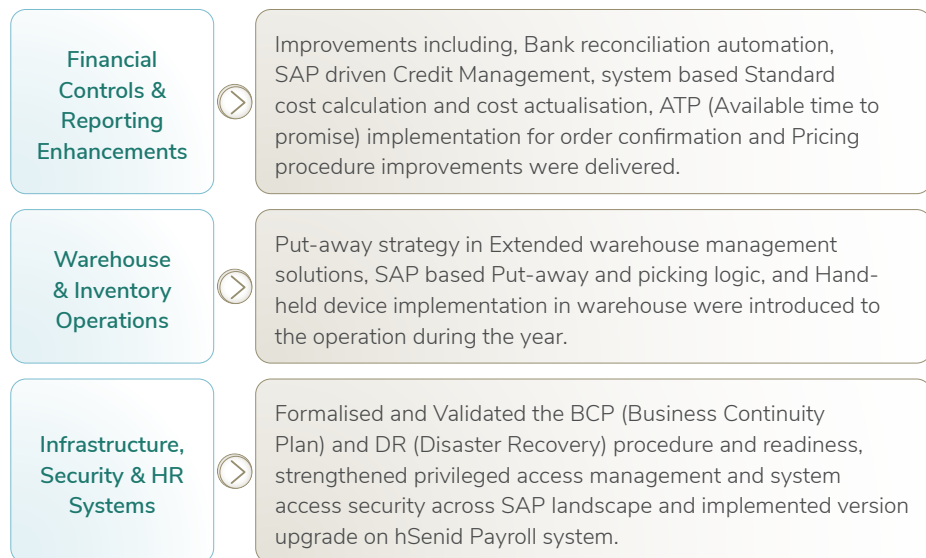 Financial
Controls &
Reporting
Enhancements
Improvements including, Bank reconciliation automation,
SAP driven Credit Management, system based Standard
cost calculation and cost actualisation, ATP (Available time to
promise) implementation for order confirmation and Pricing
procedure improvements were delivered.
Warehouse
& Inventory
Operations
Put-away strategy in Extended warehouse management
solutions, SAP based Put-away and picking logic, and Hand-
held device implementation in warehouse were introduced to
the operation during the year.
Infrastructure,
Security & HR
Systems
Formalised and Validated the BCP (Business Continuity
Plan) and DR (Disaster Recovery) procedure and readiness,
strengthened privileged access management and system
access security across SAP landscape and implemented version
upgrade on hSenid Payroll system.